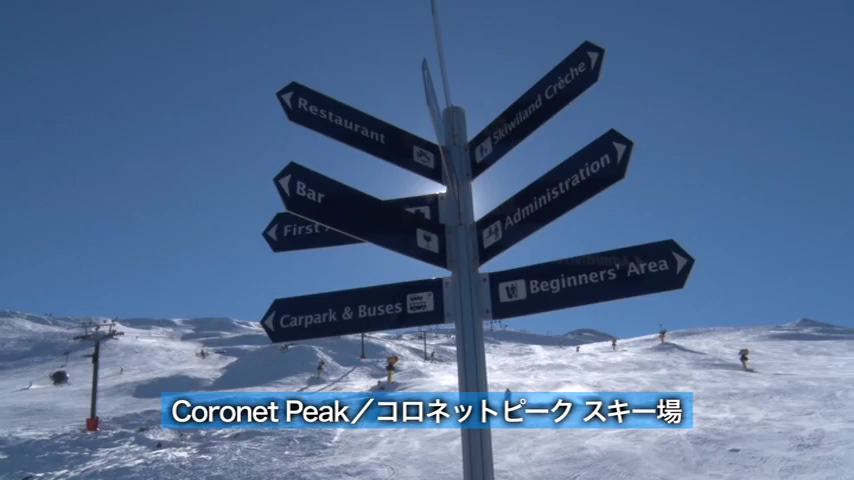 Restaurant
Skiwiland Crèche
Bar
Administration
First
Beginners' Area
Carpark & Buses
Coronet Peak／コロネットピーク スキー場